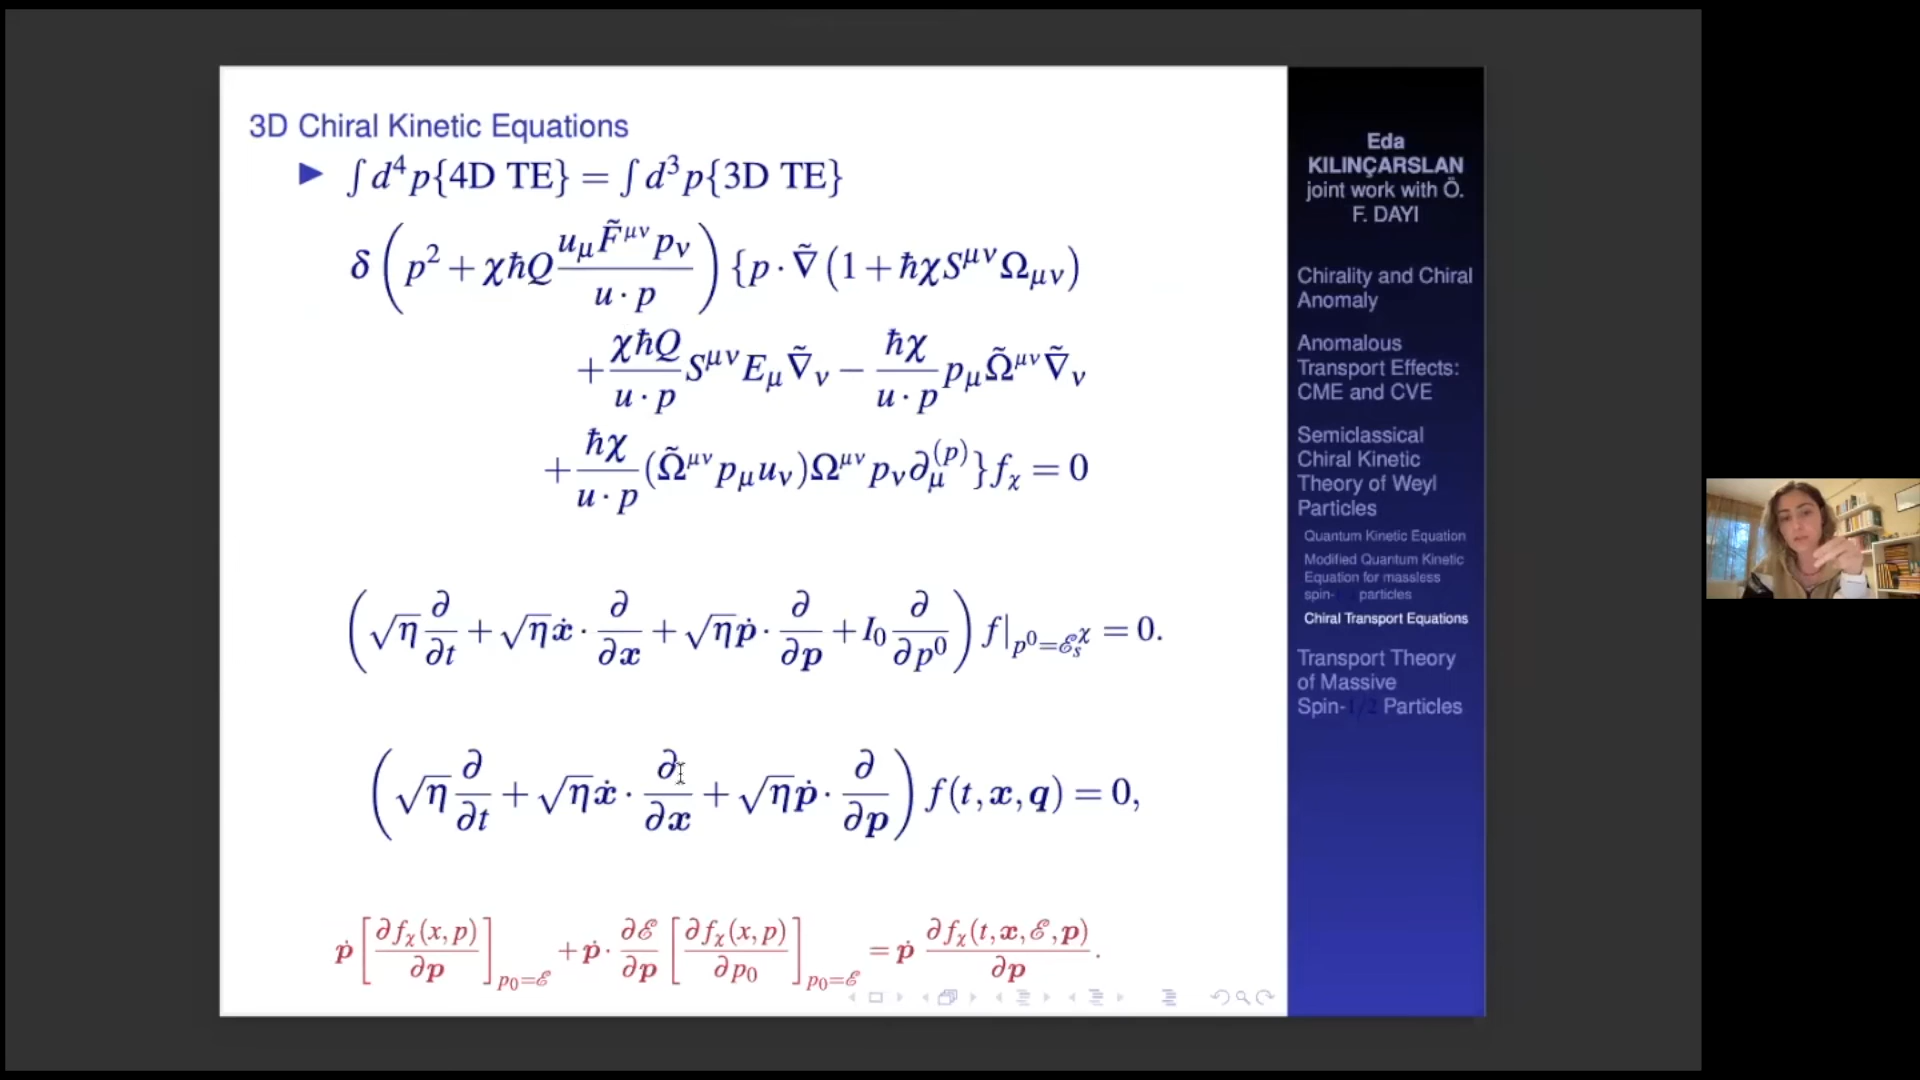 3D Chiral Kinetic Equations
▶ ∫ d⁴p{4D TE} = ∫ d³p{3D TE}
δ ( p² + χħQ (u_μ F̃^{μν} p_ν)/(u · p) ) {p · ∇̃ (1 + ħχS^{μν}Ω_{μν})
+ (χħQ)/(u · p) S^{μν}E_μ ∇̃_ν − (ħχ)/(u · p) p_μ Ω̃^{μν} ∇̃_ν
+ (ħχ)/(u · p) (Ω̃^{μν} p_μ u_ν)Ω^{μν} p_ν ∂_μ^{(p)}} f_χ = 0
( √η ∂/∂t + √η ẋ · ∂/∂x + √η ṗ · ∂/∂p + I₀ ∂/∂p⁰ ) f|_{p⁰=ℰ_s^χ} = 0.
( √η ∂/∂t + √η ẋ · ∂/∂x + √η ṗ · ∂/∂p ) f(t, x, q) = 0,
ṗ [ ∂f_χ(x, p)/∂p ]_{p₀=ℰ} + ṗ · ∂ℰ/∂p [ ∂f_χ(x, p)/∂p₀ ]_{p₀=ℰ} = ṗ ∂f_χ(t, x, ℰ, p)/∂p .
Eda
KILINÇARSLAN
joint work with Ö.
F. DAYI
Chirality and Chiral
Anomaly
Anomalous
Transport Effects:
CME and CVE
Semiclassical
Chiral Kinetic
Theory of Weyl
Particles
Quantum Kinetic Equation
Modified Quantum Kinetic
Equation for massless
spin- particles
Chiral Transport Equations
Transport Theory
of Massive
Spin-1/2 Particles